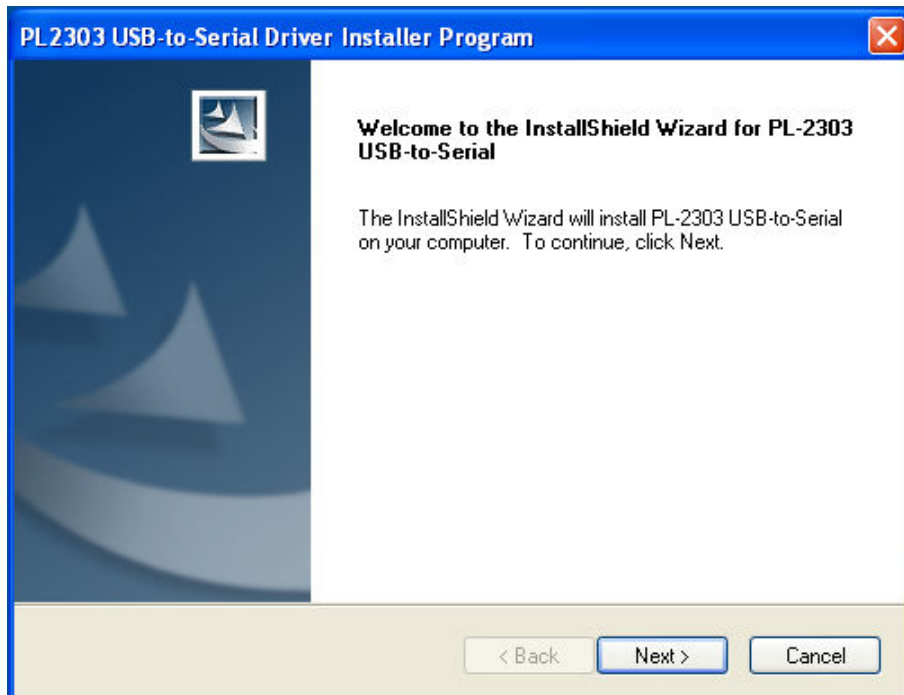 PL2303 USB-to-Serial Driver Installer Program
Welcome to the InstallShield Wizard for PL-2303
USB-to-Serial
The InstallShield Wizard will install PL-2303 USB-to-Serial
on your computer.  To continue, click Next.
< Back
Next >
Cancel